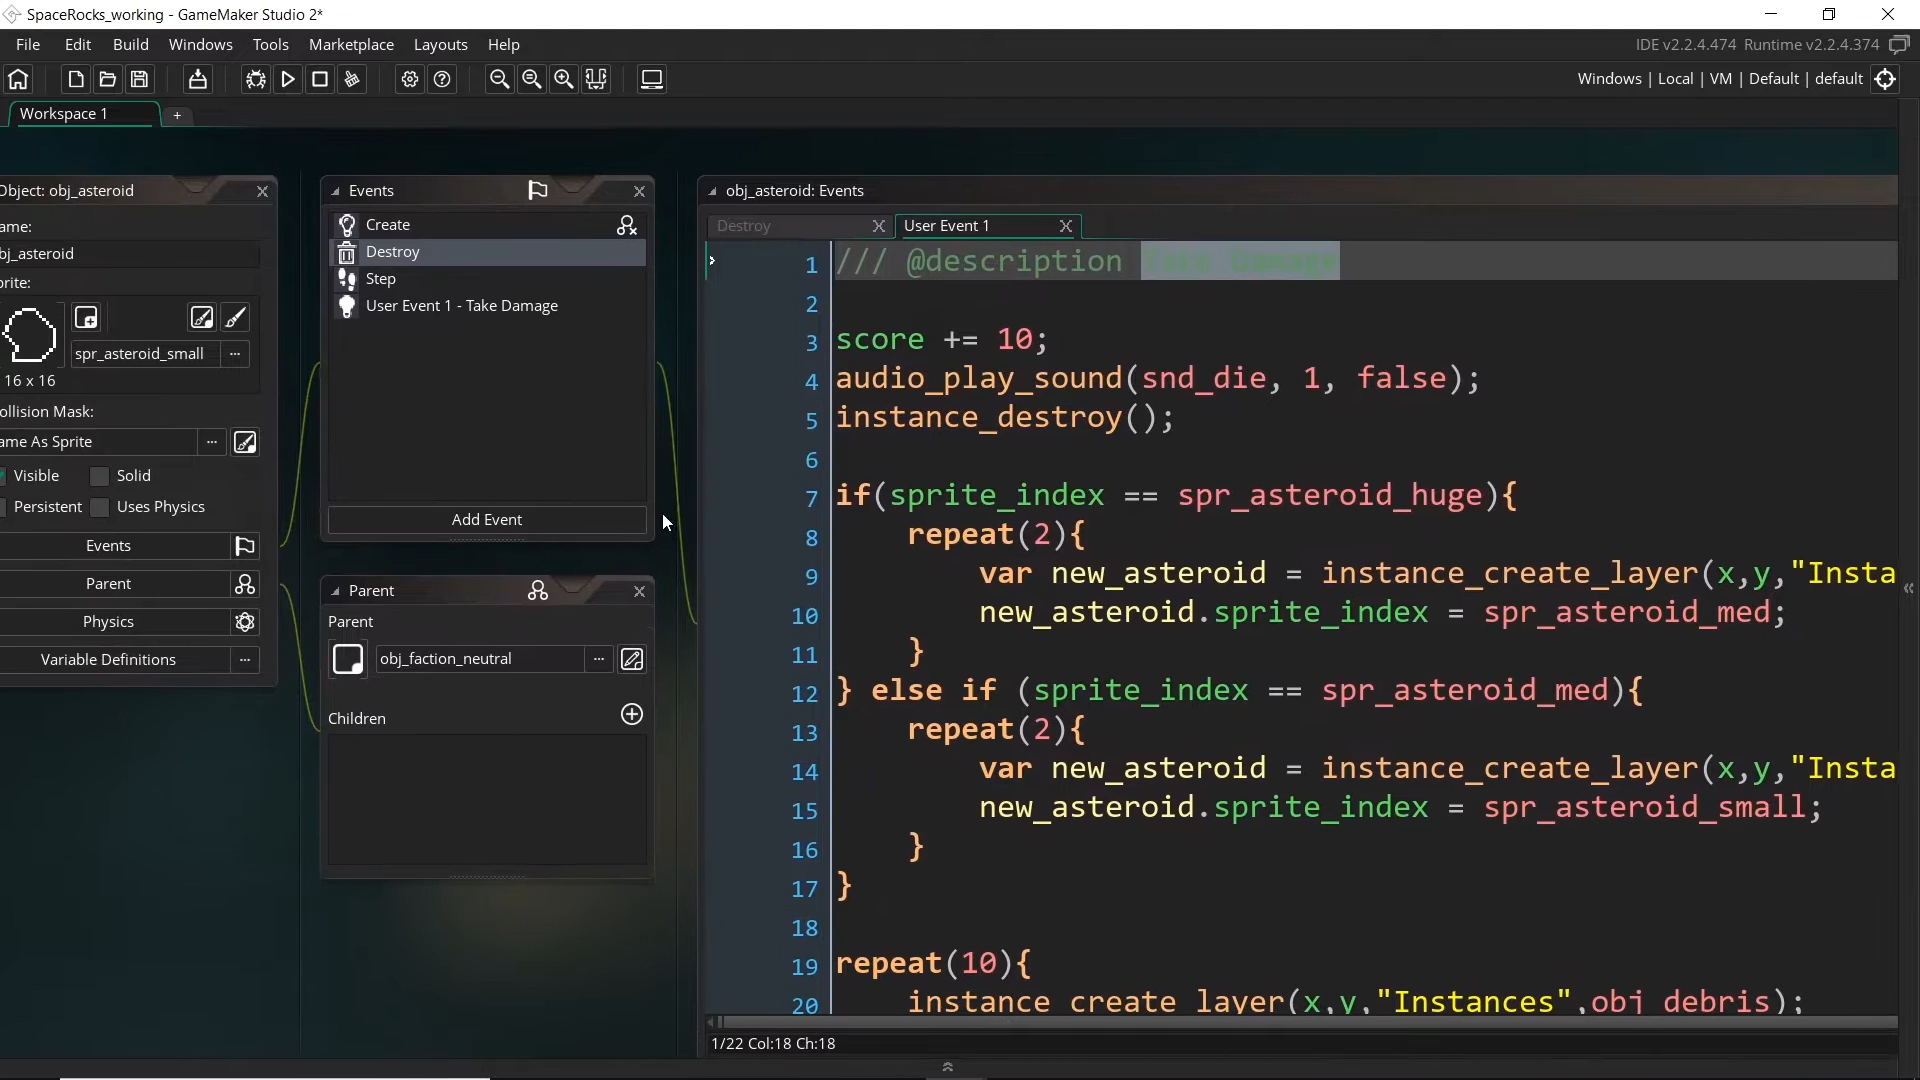 SpaceRocks_working - GameMaker Studio 2*
File Edit Build Windows Tools Marketplace Layouts Help
IDE v2.2.4.474 Runtime v2.2.4.374
Windows | Local | VM | Default | default
Workspace 1 +
Object: obj_asteroid
ame:
bj_asteroid
prite:
spr_asteroid_small ...
16 x 16
ollision Mask:
ame As Sprite ...
Visible Solid
Persistent Uses Physics
Events
Parent
Physics
Variable Definitions ...
Events
Create
Destroy
Step
User Event 1 - Take Damage
Add Event
Parent
Parent
obj_faction_neutral ...
Children
obj_asteroid: Events
Destroy X User Event 1 X
1 /// @description Take Damage
2
3 score += 10;
4 audio_play_sound(snd_die, 1, false);
5 instance_destroy();
6
7 if(sprite_index == spr_asteroid_huge){
8 repeat(2){
9 var new_asteroid = instance_create_layer(x,y,"Insta
10 new_asteroid.sprite_index = spr_asteroid_med;
11 }
12 } else if (sprite_index == spr_asteroid_med){
13 repeat(2){
14 var new_asteroid = instance_create_layer(x,y,"Insta
15 new_asteroid.sprite_index = spr_asteroid_small;
16 }
17 }
18
19 repeat(10){
20 instance_create_layer(x,y,"Instances",obj_debris);
1/22 Col:18 Ch:18